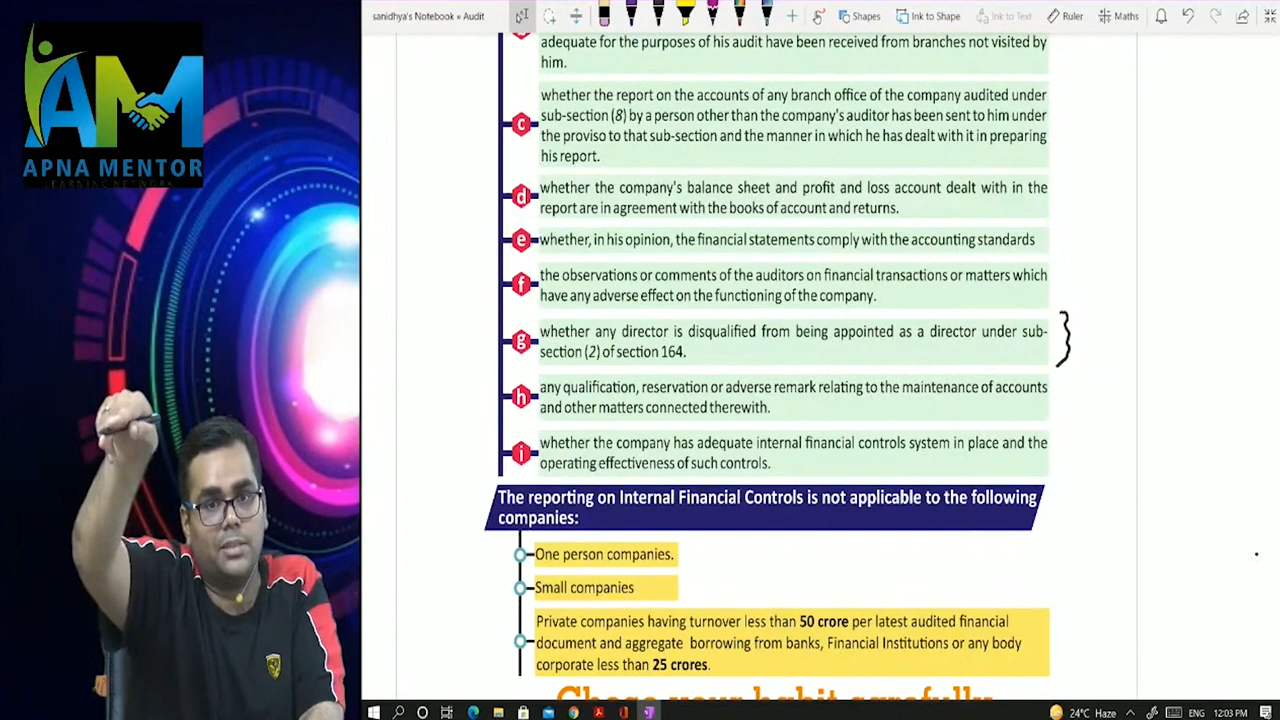 sanidhya's Notebook » Audit
Shapes
Ink to Shape
Ink to Text
Ruler
Maths
AM
APNA MENTOR
LEARNING NETWORK
adequate for the purposes of his audit have been received from branches not visited by
him.
c
whether the report on the accounts of any branch office of the company audited under
sub-section (8) by a person other than the company's auditor has been sent to him under
the proviso to that sub-section and the manner in which he has dealt with it in preparing
his report.
d
whether the company's balance sheet and profit and loss account dealt with in the
report are in agreement with the books of account and returns.
e
whether, in his opinion, the financial statements comply with the accounting standards
f
the observations or comments of the auditors on financial transactions or matters which
have any adverse effect on the functioning of the company.
g
whether any director is disqualified from being appointed as a director under sub-
section (2) of section 164.
h
any qualification, reservation or adverse remark relating to the maintenance of accounts
and other matters connected therewith.
i
whether the company has adequate internal financial controls system in place and the
operating effectiveness of such controls.
The reporting on Internal Financial Controls is not applicable to the following
companies:
One person companies.
Small companies
Private companies having turnover less than 50 crore per latest audited financial
document and aggregate borrowing from banks, Financial Institutions or any body
corporate less than 25 crores.
your habit
24°C Haze
ENG
12:03 PM